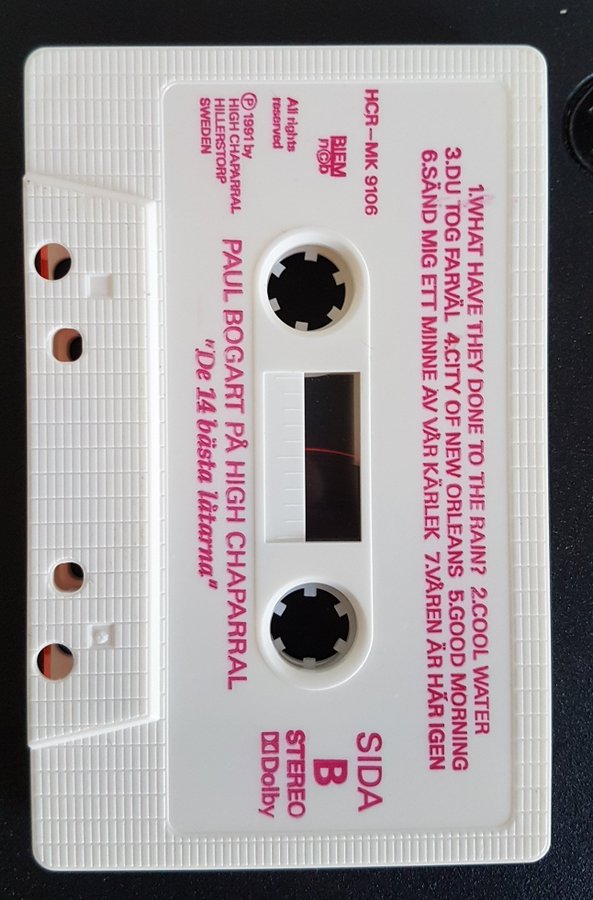 1.WHAT HAVE THEY DONE TO THE RAIN? 2.COOL WATER
3.DU TOG FARVÄL 4.CITY OF NEW ORLEANS 5.GOOD MORNING
6.SÄND MIG ETT MINNE AV VÅR KÄRLEK 7.VÅREN ÄR HÄR IGEN
HCR-MK 9106
BIEM
n©b
All rights
reserved
℗ 1991 by
HIGH CHAPARRAL
HILLERSTORP
SWEDEN
SIDA
B
STEREO
Dolby
PAUL BOGART PÅ HIGH CHAPARRAL
"De 14 bästa låtarna"